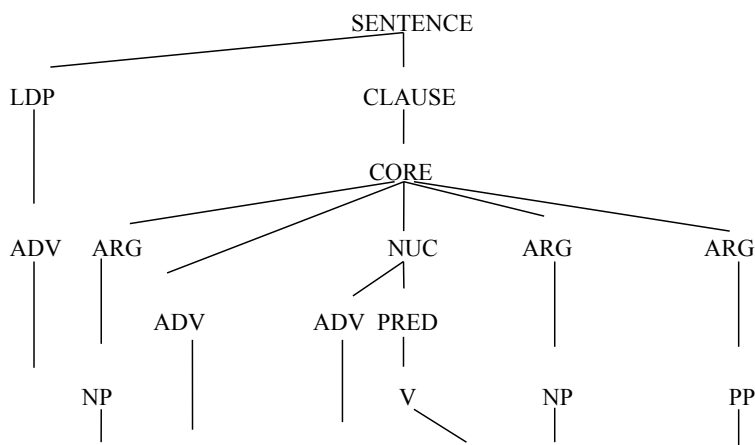 SENTENCE
LDP CLAUSE
CORE
ADV ARG NUC ARG ARG
ADV ADV PRED
NP V NP PP